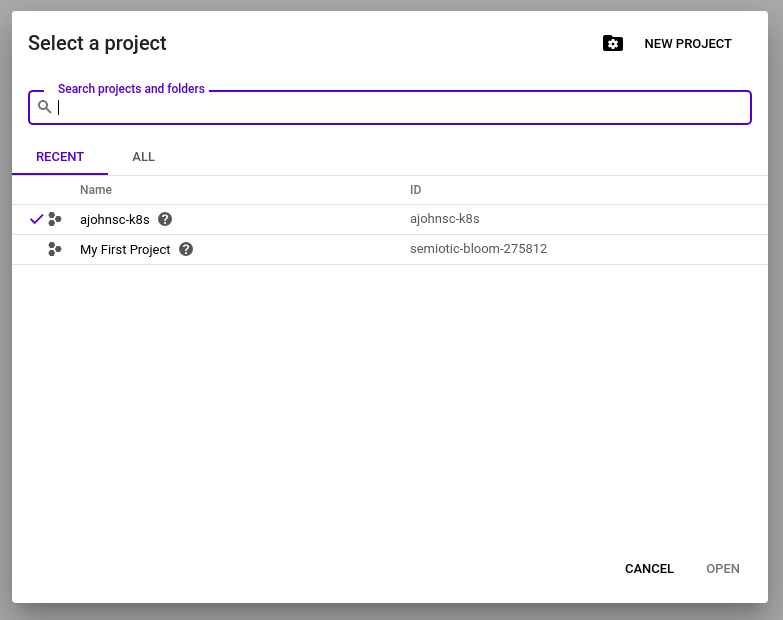 Select a project
NEW PROJECT
Search projects and folders
RECENT ALL
Name ID
ajohnsc-k8s ajohnsc-k8s
My First Project semiotic-bloom-275812
CANCEL OPEN